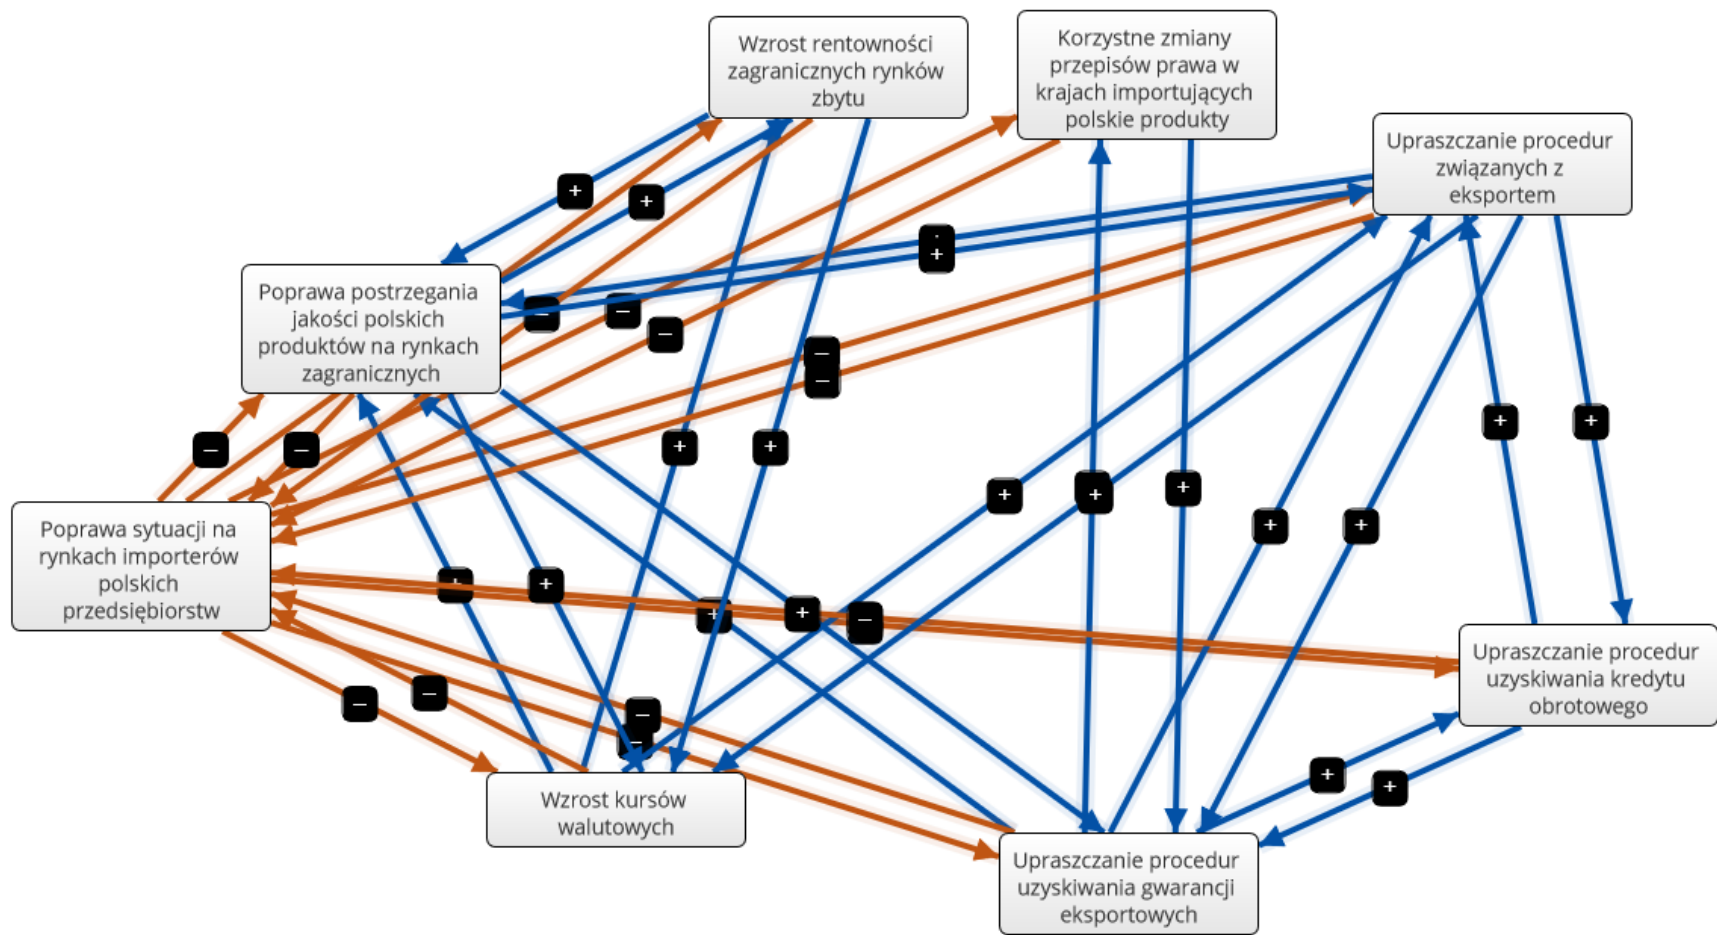 Wzrost rentowności
zagranicznych rynków
zbytu
Korzystne zmiany
przepisów prawa w
krajach importujących
polskie produkty
Upraszczanie procedur
związanych z
eksportem
+
+
+
Poprawa postrzegania
jakości polskich
produktów na rynkach
zagranicznych
–
–
–
–
–
–
–
+
+
+
+
+
+
+
+
+
+
Poprawa sytuacji na
rynkach importerów
polskich
przedsiębiorstw
+
+
+
+
–
Upraszczanie procedur
uzyskiwania kredytu
obrotowego
–
–
–
–
+
+
Wzrost kursów
walutowych
Upraszczanie procedur
uzyskiwania gwarancji
eksportowych